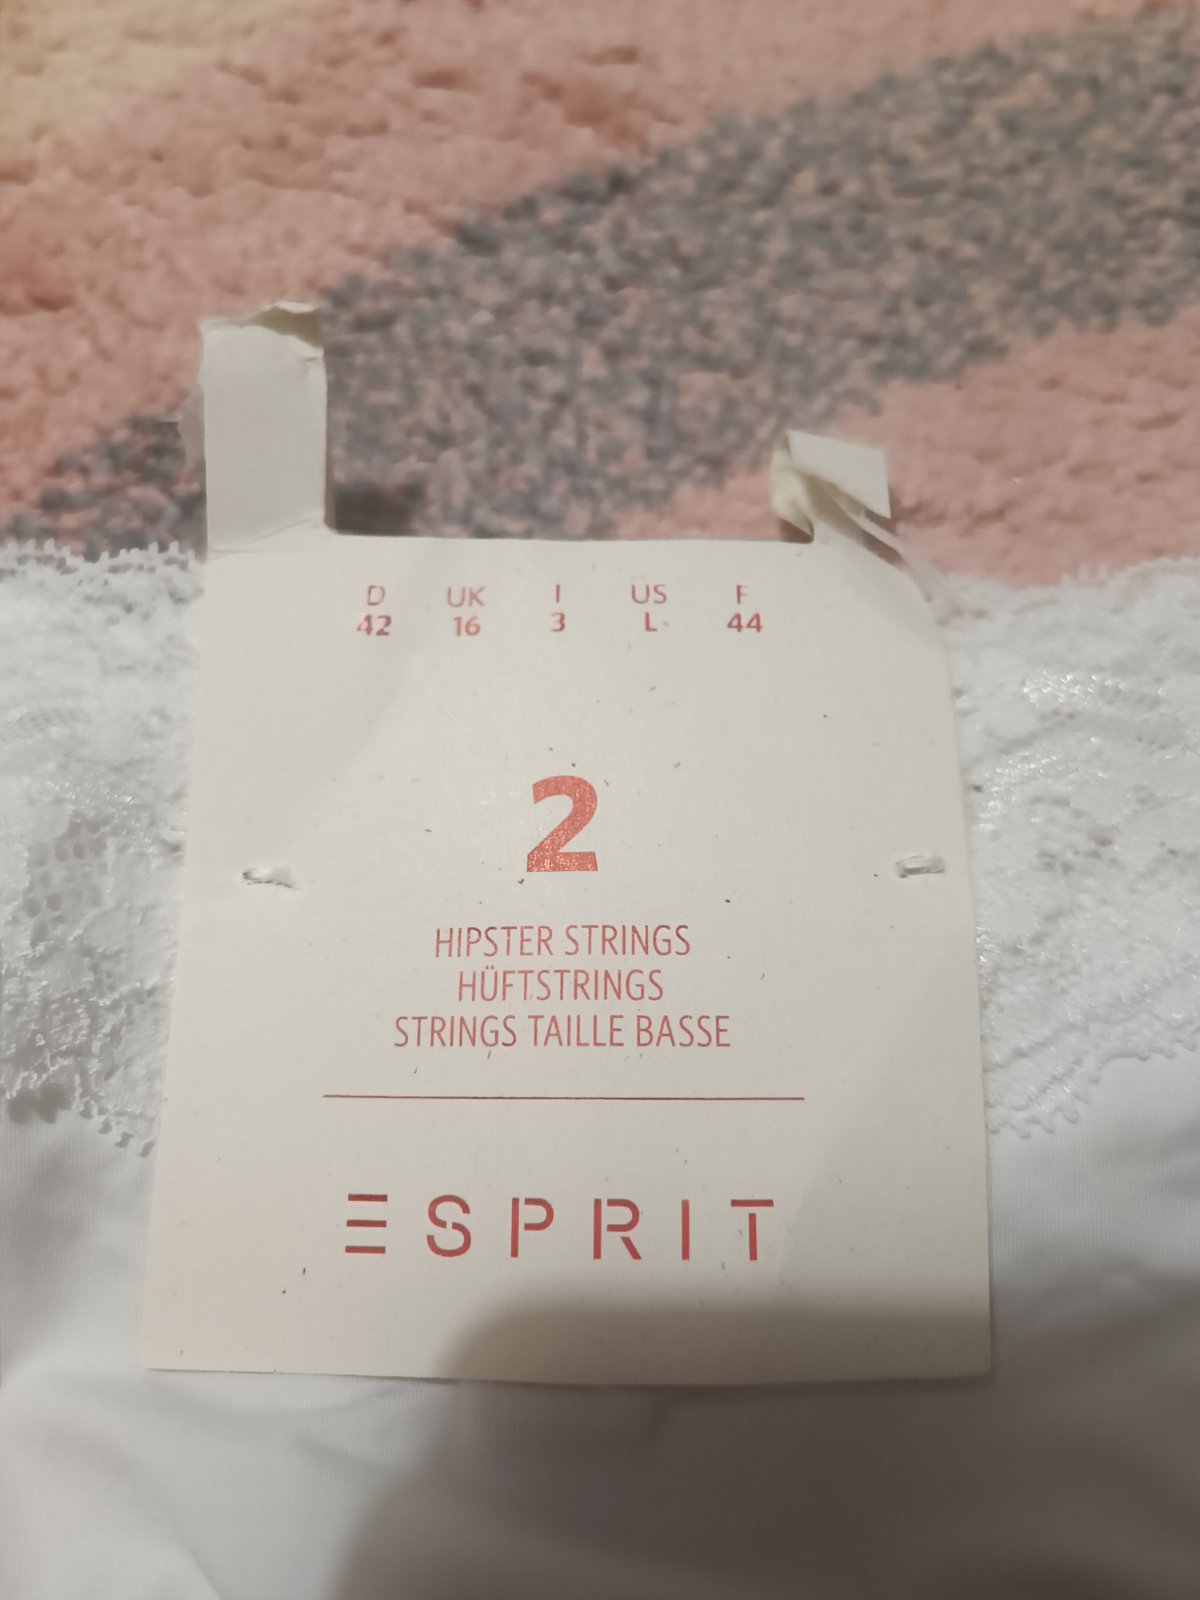 D UK I US F
42 16 3 L 44
2
HIPSTER STRINGS
HÜFTSTRINGS
STRINGS TAILLE BASSE
ESPRIT